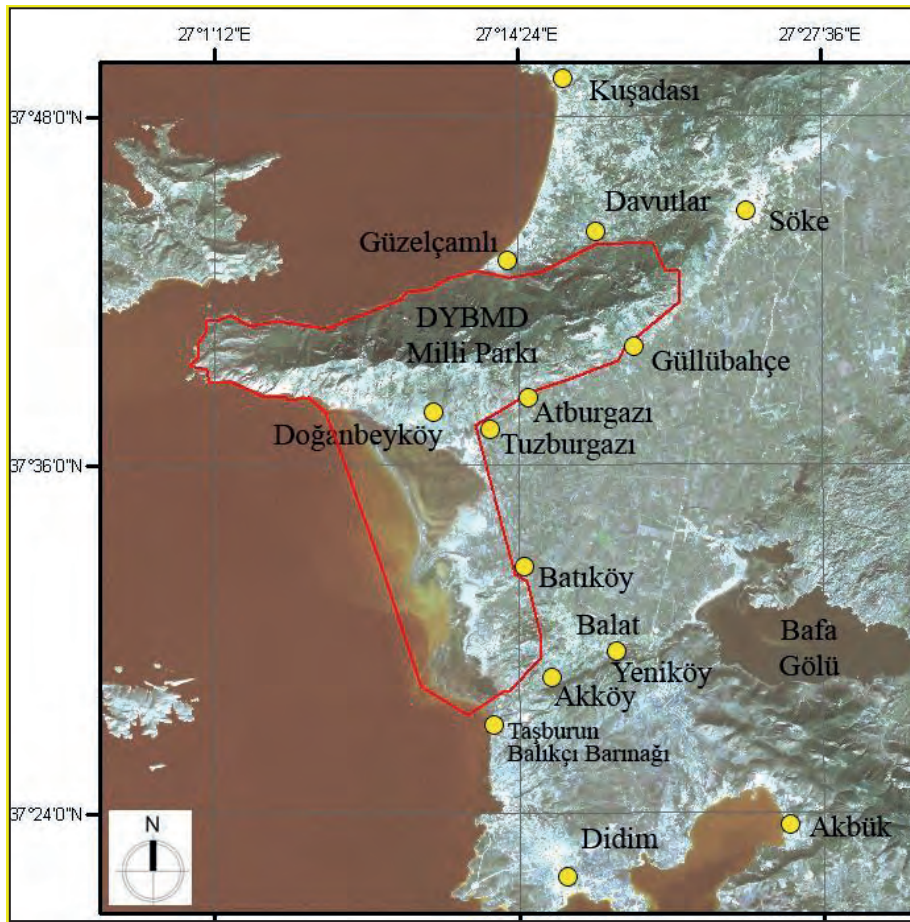 27°1'12"E 27°14'24"E 27°27'36"E
37°48'0"N
Kuşadası
Davutlar
Söke
Güzelçamlı
DYBMD
Milli Parkı
Güllübahçe
Atburgazı
Doğanbeyköy
Tuzburgazı
37°36'0"N
Batıköy
Balat
Yeniköy
Bafa
Gölü
Akköy
Taşburun
Balıkçı Barınağı
37°24'0"N
Akbük
N
Didim